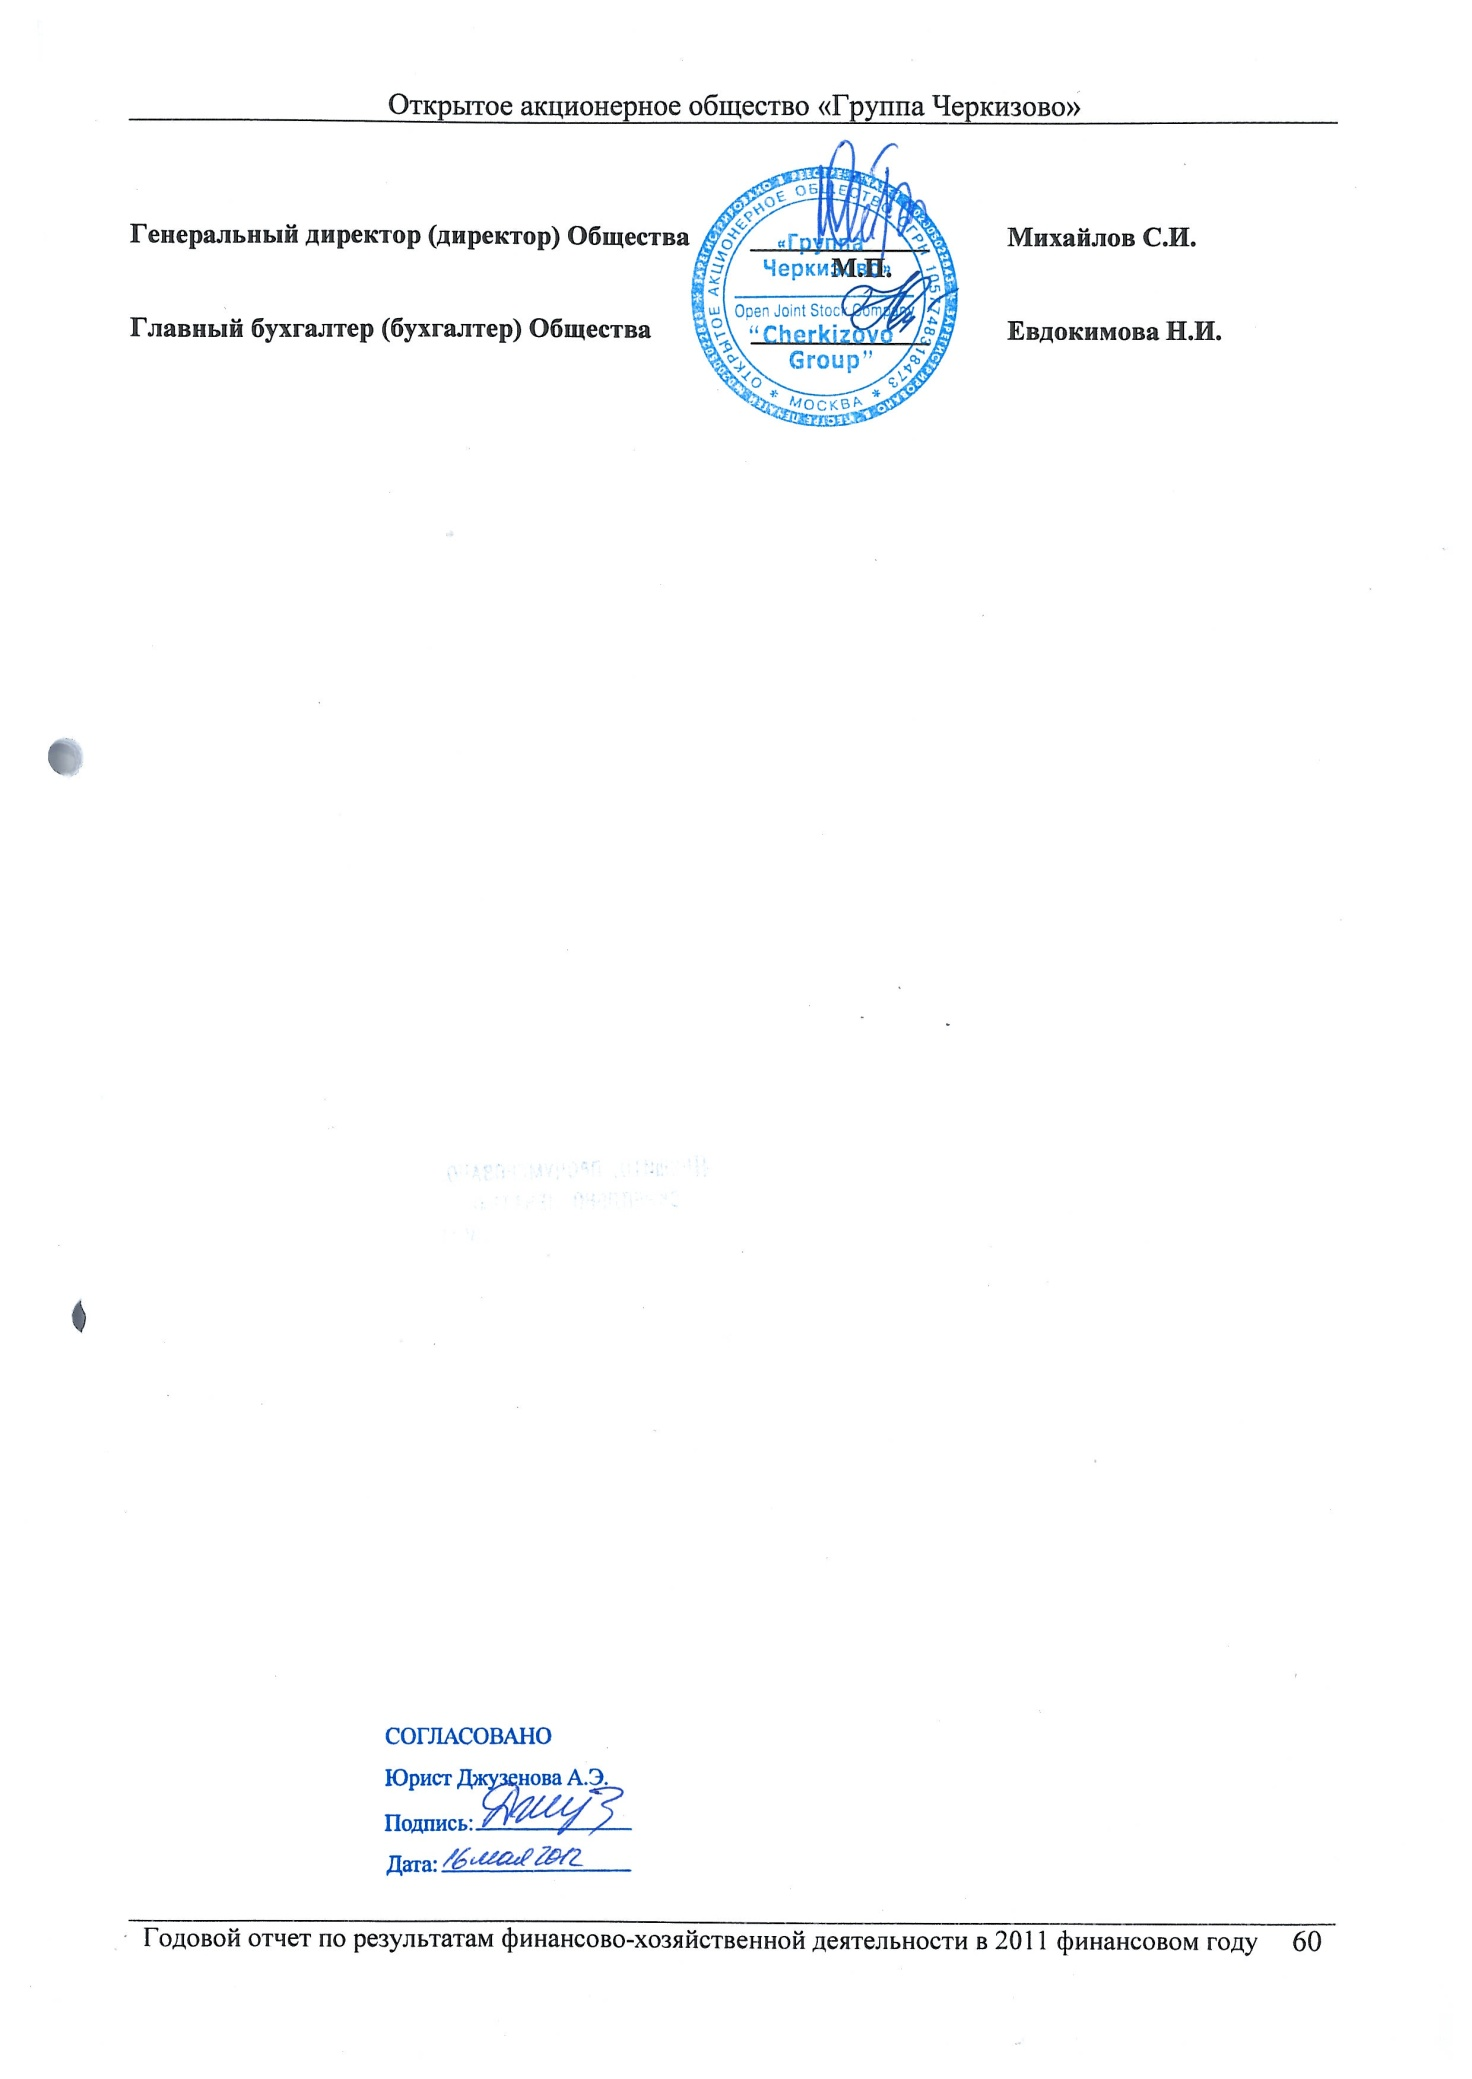 Открытое акционерное общество «Группа Черкизово»
Генеральный директор (директор) Общества
Михайлов С.И.
М.П.
Главный бухгалтер (бухгалтер) Общества
Евдокимова Н.И.
ОТКРЫТОЕ АКЦИОНЕРНОЕ ОБЩЕСТВО ОГРН 1057748318473
* МОСКВА *
«Группа
Черкизово»
Open Joint Stock Company
“Cherkizovo
Group”
СОГЛАСОВАНО
Юрист Джузенова А.Э.
Подпись:
Дата: 16 мая 2012
Годовой отчет по результатам финансово-хозяйственной деятельности в 2011 финансовом году 60